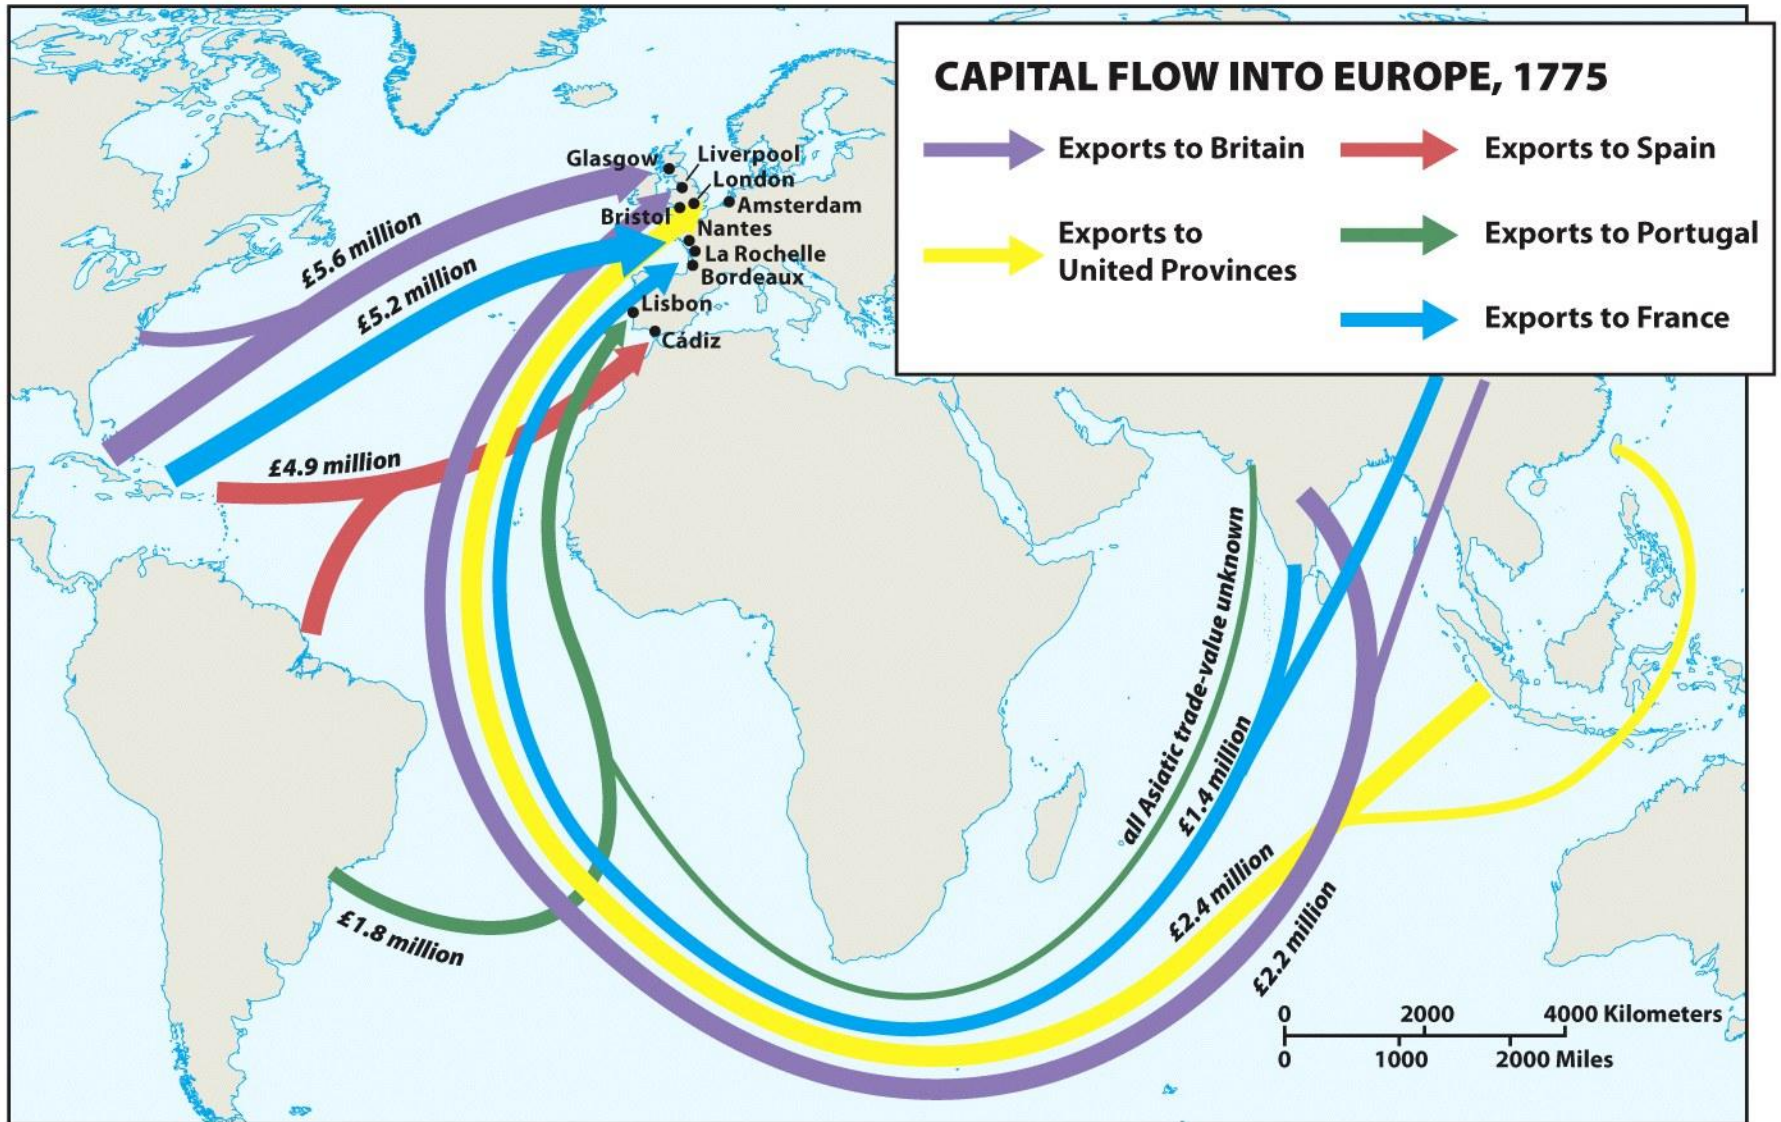 CAPITAL FLOW INTO EUROPE, 1775
Exports to Britain
Exports to Spain
Exports to
United Provinces
Exports to Portugal
Exports to France
Glasgow
Liverpool
London
Amsterdam
Bristol
Nantes
La Rochelle
Bordeaux
Lisbon
Cádiz
£5.6 million
£5.2 million
£4.9 million
£1.8 million
all Asiatic trade-value unknown
£1.4 million
£2.4 million
£2.2 million
0 2000 4000 Kilometers
0 1000 2000 Miles